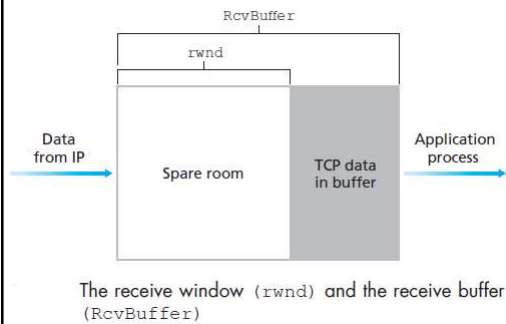 RcvBuffer
rwnd
Data
from IP
Spare room
TCP data
in buffer
Application
process
The receive window (rwnd) and the receive buffer
(RcvBuffer)